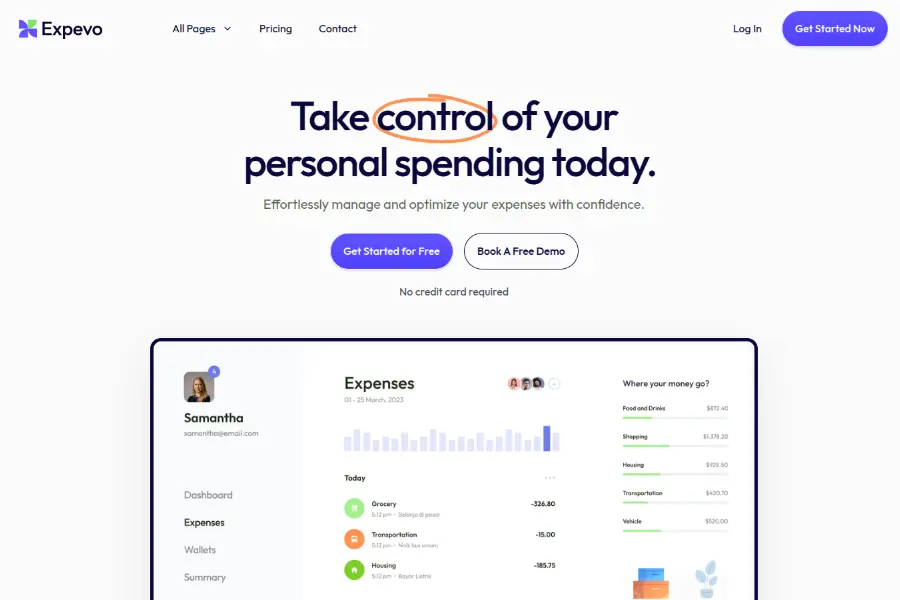 Expevo
All Pages
Pricing
Contact
Log In
Get Started Now
Take control of your
personal spending today.
Effortlessly manage and optimize your expenses with confidence.
Get Started for Free
Book A Free Demo
No credit card required
4
Samantha
samantha@email.com
Dashboard
Expenses
Wallets
Summary
Expenses
01 - 25 March, 2023
Today
Grocery
-326.80
5:12 pm • Belanja di pasar
Transportation
-15.00
5:12 pm • Naik bus umum
Housing
-185.75
5:12 pm • Bayar Listrik
Where your money go?
Food and Drinks
$872.40
Shopping
$1.378.20
Housing
$928.50
Transportation
$420.70
Vehicle
$520.00